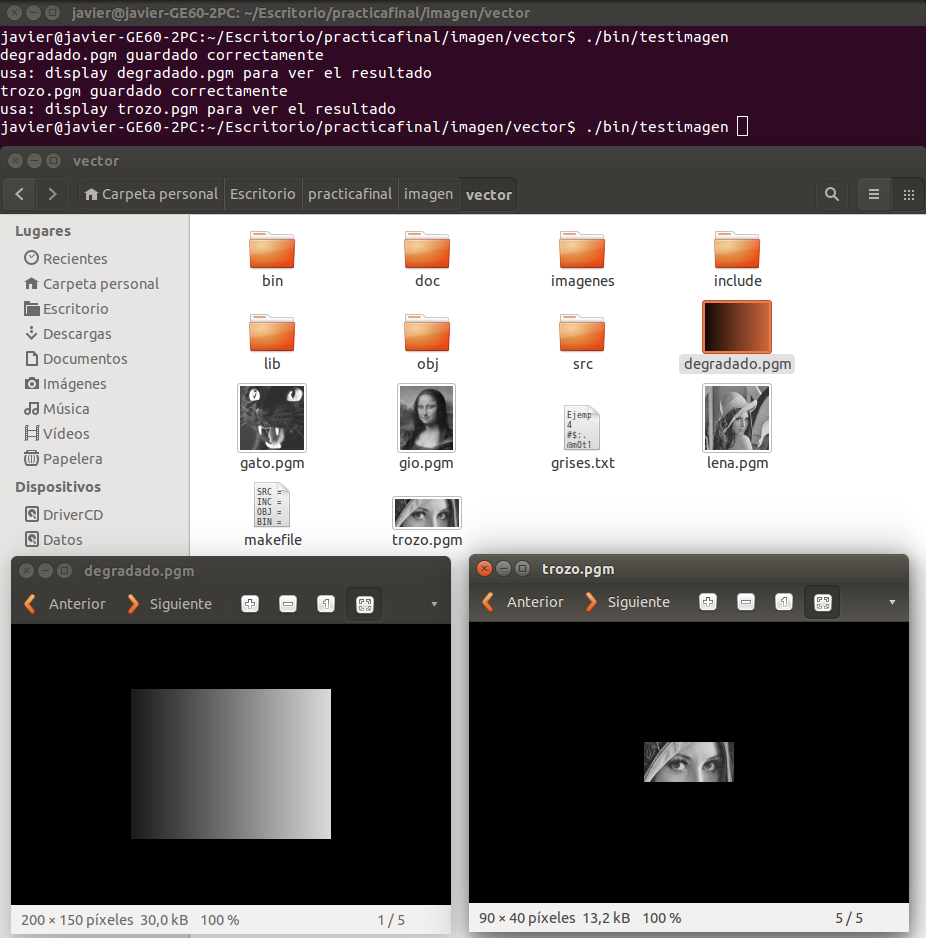 javier@javier-GE60-2PC: ~/Escritorio/practicafinal/imagen/vector
javier@javier-GE60-2PC:~/Escritorio/practicafinal/imagen/vector$ ./bin/testimagen
degradado.pgm guardado correctamente
usa: display degradado.pgm para ver el resultado
trozo.pgm guardado correctamente
usa: display trozo.pgm para ver el resultado
javier@javier-GE60-2PC:~/Escritorio/practicafinal/imagen/vector$ ./bin/testimagen
vector
Carpeta personal Escritorio practicafinal imagen vector
Lugares
Recientes
Carpeta personal
Escritorio
Descargas
Documentos
Imágenes
Música
Vídeos
Papelera
Dispositivos
DriverCD
Datos
bin doc imagenes include
lib obj src degradado.pgm
Ejemp
4
#$:.
@mOtl
gato.pgm gio.pgm grises.txt lena.pgm
SRC =
INC =
OBJ =
BIN =
makefile trozo.pgm
degradado.pgm
Anterior Siguiente 1
200 × 150 píxeles 30,0 kB 100 % 1 / 5
trozo.pgm
Anterior Siguiente 1
90 × 40 píxeles 13,2 kB 100 % 5 / 5